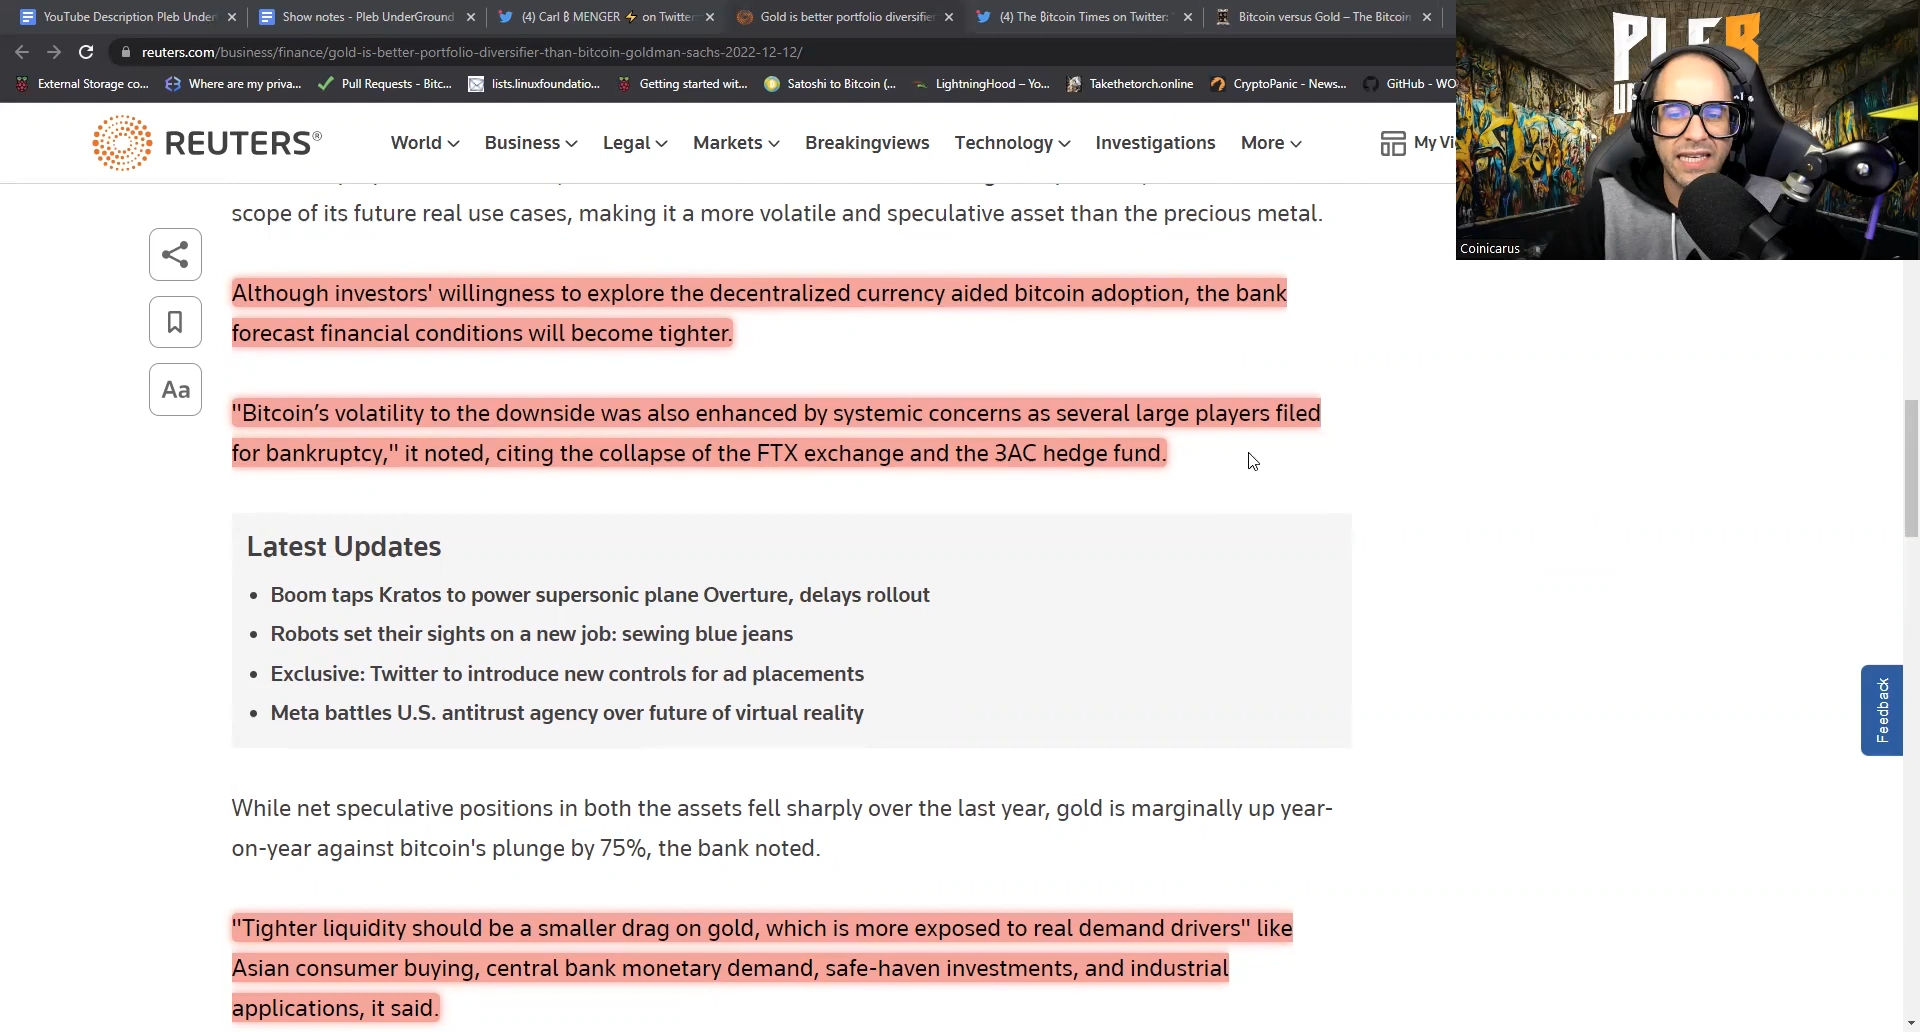 YouTube Description Pleb Under
Show notes - Pleb UnderGround
(4) Carl ₿ MENGER ⚡ on Twitter
Gold is better portfolio diversifie
(4) The ₿itcoin Times on Twitter:
Bitcoin versus Gold – The Bitcoin
reuters.com/business/finance/gold-is-better-portfolio-diversifier-than-bitcoin-goldman-sachs-2022-12-12/
External Storage co...
Where are my priva...
Pull Requests - Bitc...
lists.linuxfoundatio...
Getting started wit...
Satoshi to Bitcoin (...
LightningHood – Yo...
Takethetorch.online
CryptoPanic - News...
GitHub - WO
PLEB
Coinicarus
REUTERS®
World
Business
Legal
Markets
Breakingviews
Technology
Investigations
More
My Vi
scope of its future real use cases, making it a more volatile and speculative asset than the precious metal.
Aa
Although investors' willingness to explore the decentralized currency aided bitcoin adoption, the bank
forecast financial conditions will become tighter.
"Bitcoin’s volatility to the downside was also enhanced by systemic concerns as several large players filed
for bankruptcy," it noted, citing the collapse of the FTX exchange and the 3AC hedge fund.
Latest Updates
• Boom taps Kratos to power supersonic plane Overture, delays rollout
• Robots set their sights on a new job: sewing blue jeans
• Exclusive: Twitter to introduce new controls for ad placements
• Meta battles U.S. antitrust agency over future of virtual reality
Feedback
While net speculative positions in both the assets fell sharply over the last year, gold is marginally up year-
on-year against bitcoin's plunge by 75%, the bank noted.
"Tighter liquidity should be a smaller drag on gold, which is more exposed to real demand drivers" like
Asian consumer buying, central bank monetary demand, safe-haven investments, and industrial
applications, it said.